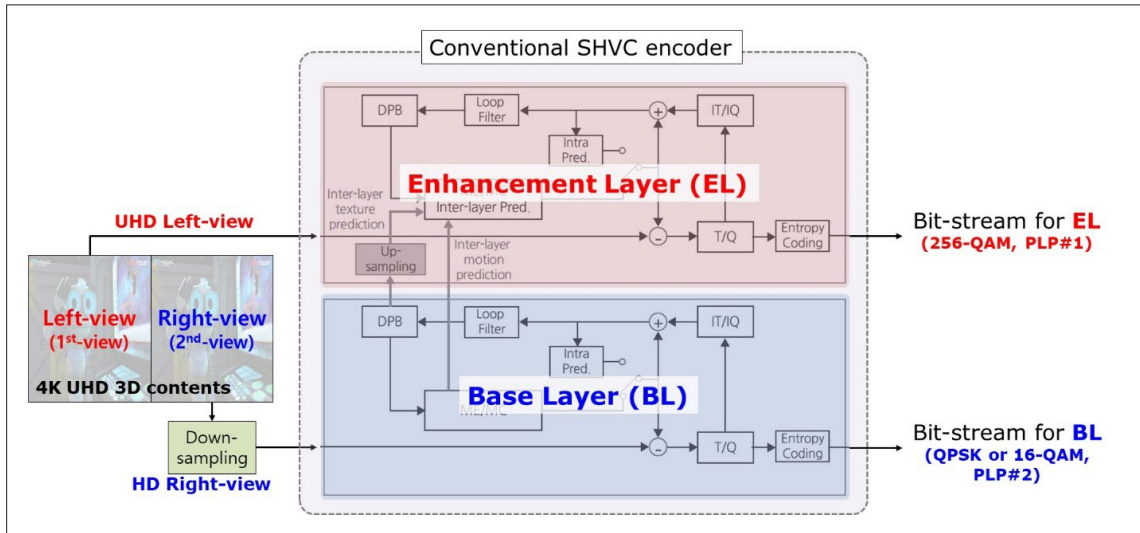 Conventional SHVC encoder
DPB
Loop
Filter
IT/IQ
Intra
Pred.
Enhancement Layer (EL)
Inter-layer
texture
prediction
Inter-layer Pred.
UHD Left-view
Inter-layer
motion
prediction
Up-
sampling
T/Q
Entropy
Coding
Bit-stream for EL
(256-QAM, PLP#1)
Left-view
(1st-view)
Right-view
(2nd-view)
4K UHD 3D contents
DPB
Loop
Filter
IT/IQ
Intra
Pred.
Base Layer (BL)
ME/MC
Down-
sampling
HD Right-view
T/Q
Entropy
Coding
Bit-stream for BL
(QPSK or 16-QAM,
PLP#2)